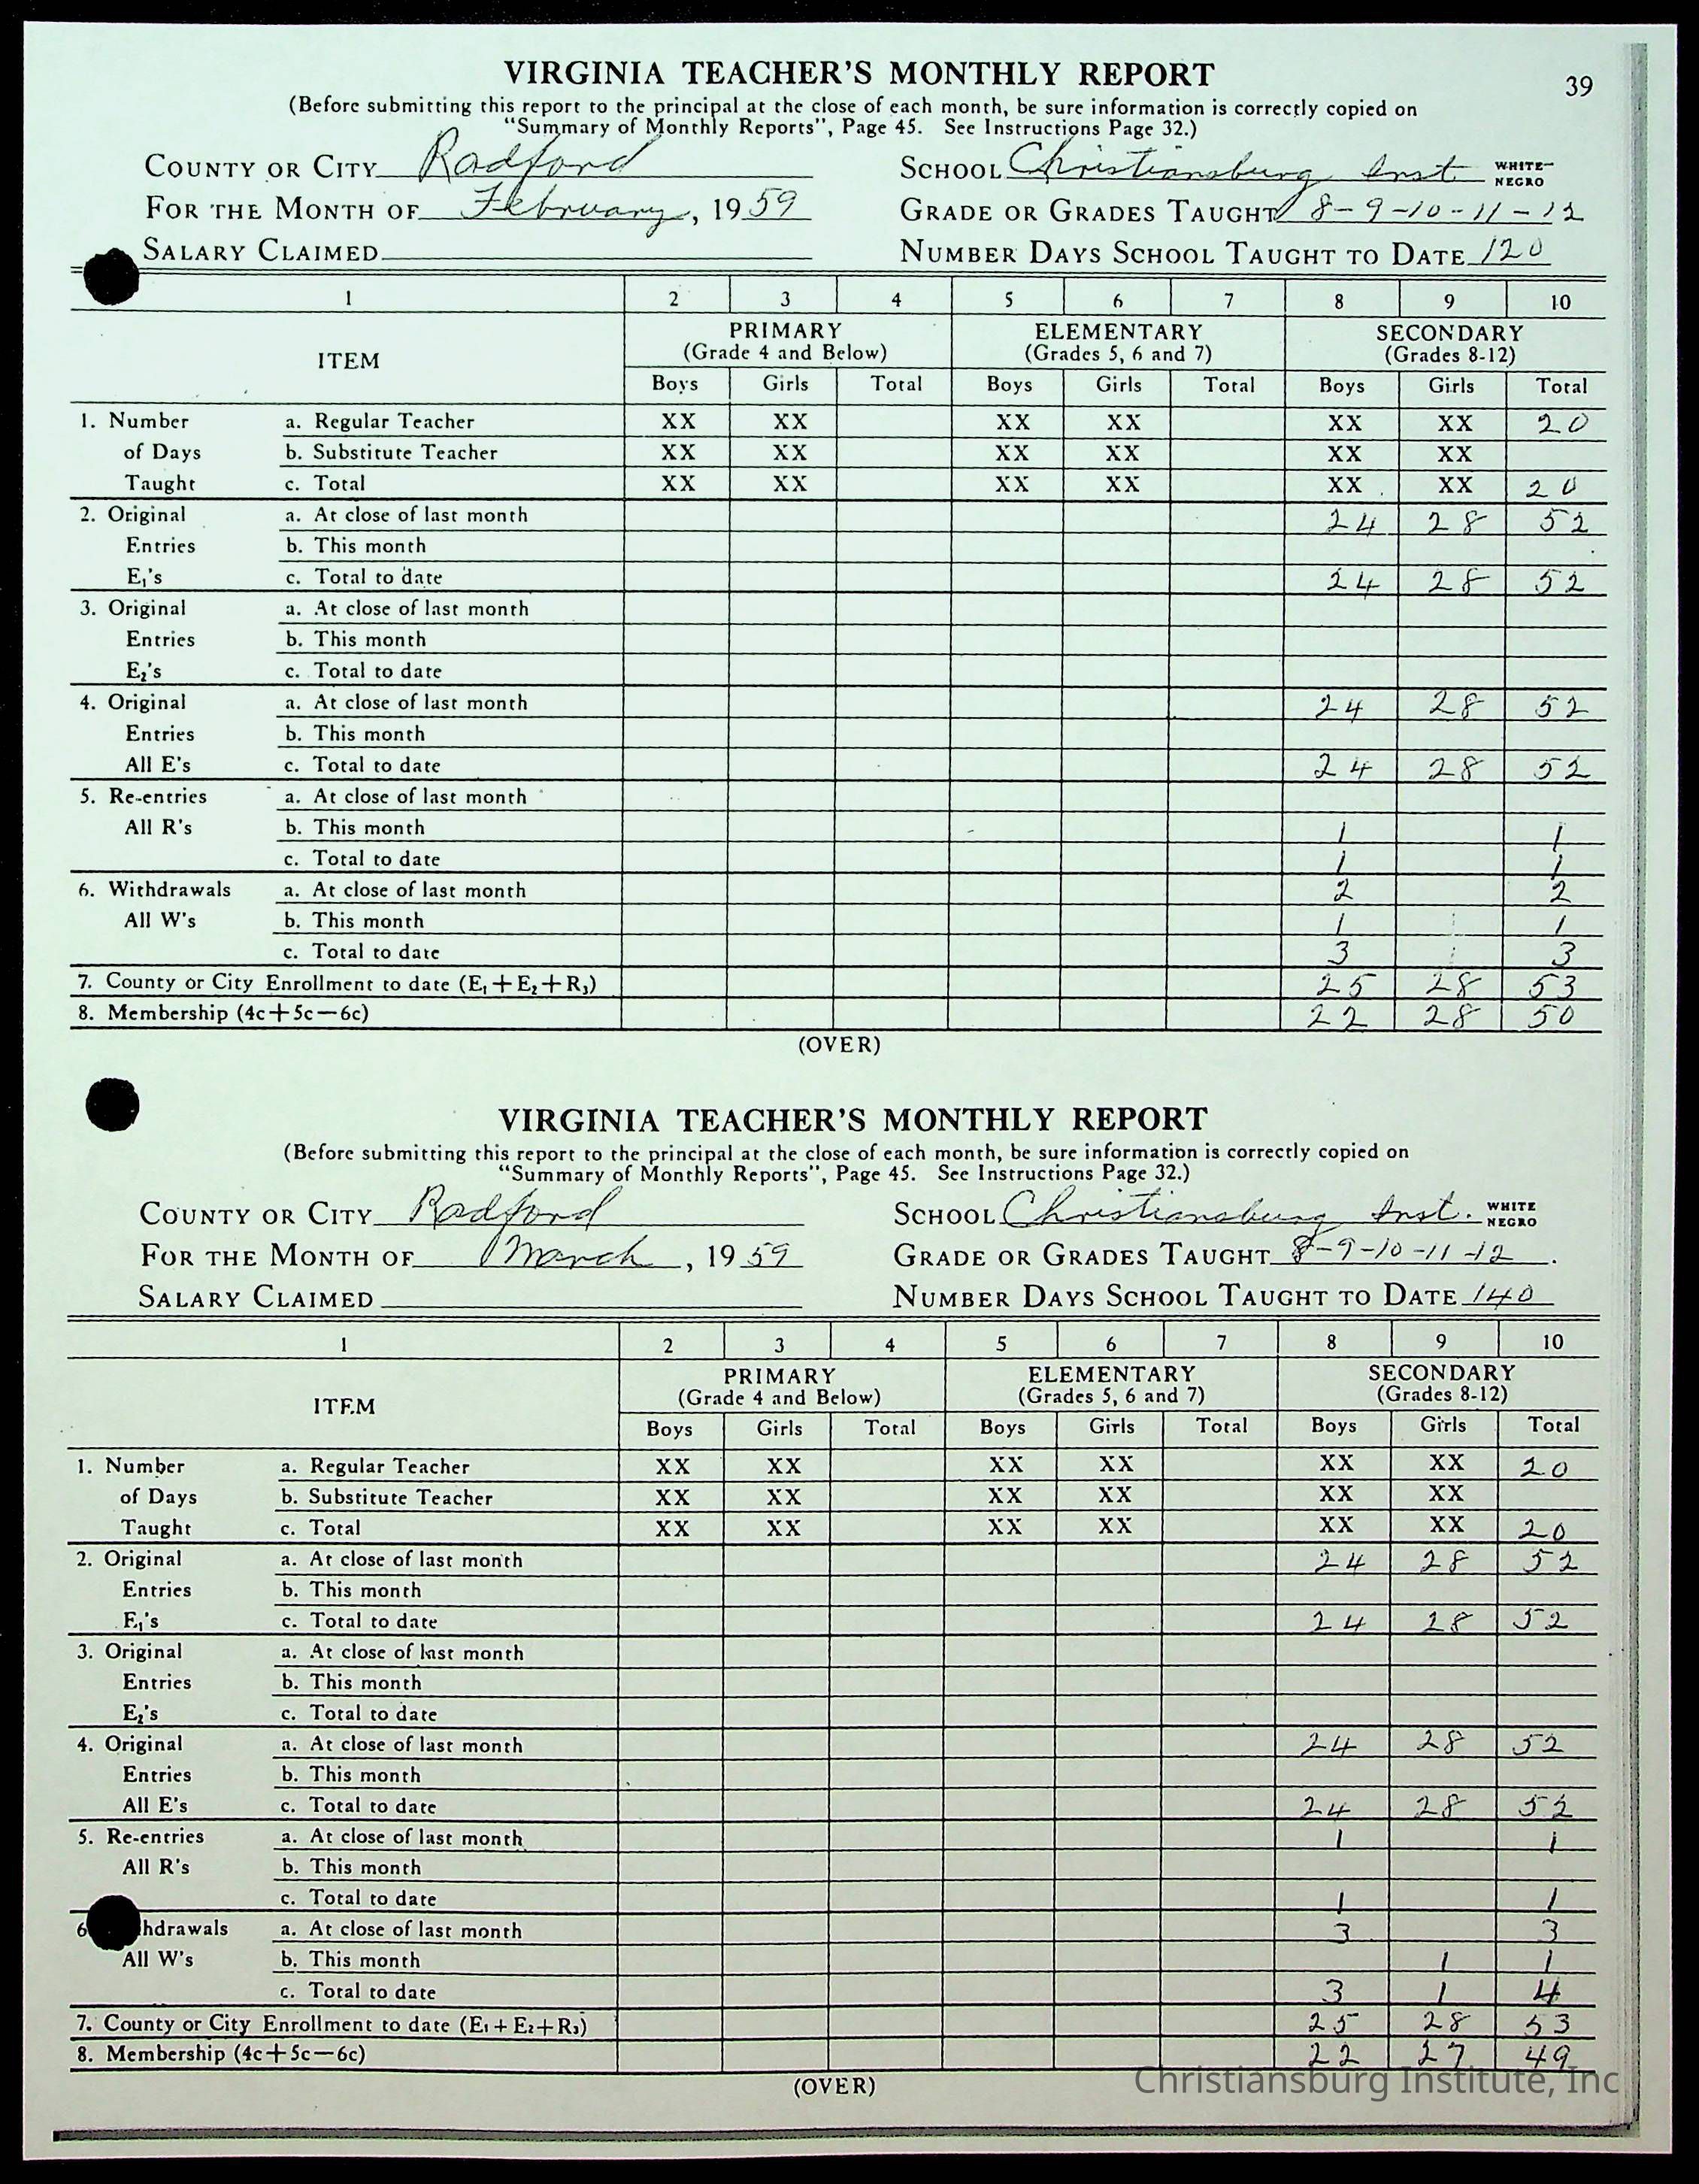 39
VIRGINIA TEACHER'S MONTHLY REPORT
(Before submitting this report to the principal at the close of each month, be sure information is correctly copied on
"Summary of Monthly Reports", Page 45. See Instructions Page 32.)
COUNTY OR CITY Radford SCHOOL Christiansburg Inst. WHITE NEGRO
FOR THE MONTH OF February, 1959 GRADE OR GRADES TAUGHT 8-9-10-11-12
SALARY CLAIMED NUMBER DAYS SCHOOL TAUGHT TO DATE 120
1 2 3 4 5 6 7 8 9 10
ITEM PRIMARY (Grade 4 and Below) ELEMENTARY (Grades 5, 6 and 7) SECONDARY (Grades 8-12)
Boys Girls Total Boys Girls Total Boys Girls Total
1. Number a. Regular Teacher XX XX XX XX XX XX 20
of Days b. Substitute Teacher XX XX XX XX XX XX
Taught c. Total XX XX XX XX XX XX 20
2. Original a. At close of last month 24 28 52
Entries b. This month
E1's c. Total to date 24 28 52
3. Original a. At close of last month
Entries b. This month
E2's c. Total to date
4. Original a. At close of last month 24 28 52
Entries b. This month
All E's c. Total to date 24 28 52
5. Re-entries a. At close of last month
All R's b. This month 1 1
c. Total to date 1 1
6. Withdrawals a. At close of last month 2 2
All W's b. This month 1 1
c. Total to date 3 3
7. County or City Enrollment to date (E1+E2+R3) 25 28 53
8. Membership (4c+5c—6c) 22 28 50
(OVER)
VIRGINIA TEACHER'S MONTHLY REPORT
(Before submitting this report to the principal at the close of each month, be sure information is correctly copied on
"Summary of Monthly Reports", Page 45. See Instructions Page 32.)
COUNTY OR CITY Radford SCHOOL Christiansburg Inst. WHITE NEGRO
FOR THE MONTH OF March, 1959 GRADE OR GRADES TAUGHT 8-9-10-11-12.
SALARY CLAIMED NUMBER DAYS SCHOOL TAUGHT TO DATE 140
1 2 3 4 5 6 7 8 9 10
ITEM PRIMARY (Grade 4 and Below) ELEMENTARY (Grades 5, 6 and 7) SECONDARY (Grades 8-12)
Boys Girls Total Boys Girls Total Boys Girls Total
1. Number a. Regular Teacher XX XX XX XX XX XX 20
of Days b. Substitute Teacher XX XX XX XX XX XX
Taught c. Total XX XX XX XX XX XX 20
2. Original a. At close of last month 24 28 52
Entries b. This month
E1's c. Total to date 24 28 52
3. Original a. At close of last month
Entries b. This month
E2's c. Total to date
4. Original a. At close of last month 24 28 52
Entries b. This month
All E's c. Total to date 24 28 52
5. Re-entries a. At close of last month 1 1
All R's b. This month
c. Total to date 1 1
6 hdrawals a. At close of last month 3 3
All W's b. This month 1 1
c. Total to date 3 1 4
7. County or City Enrollment to date (E1+E2+R3) 25 28 53
8. Membership (4c+5c—6c) 22 27 49
(OVER)
Christiansburg Institute, Inc